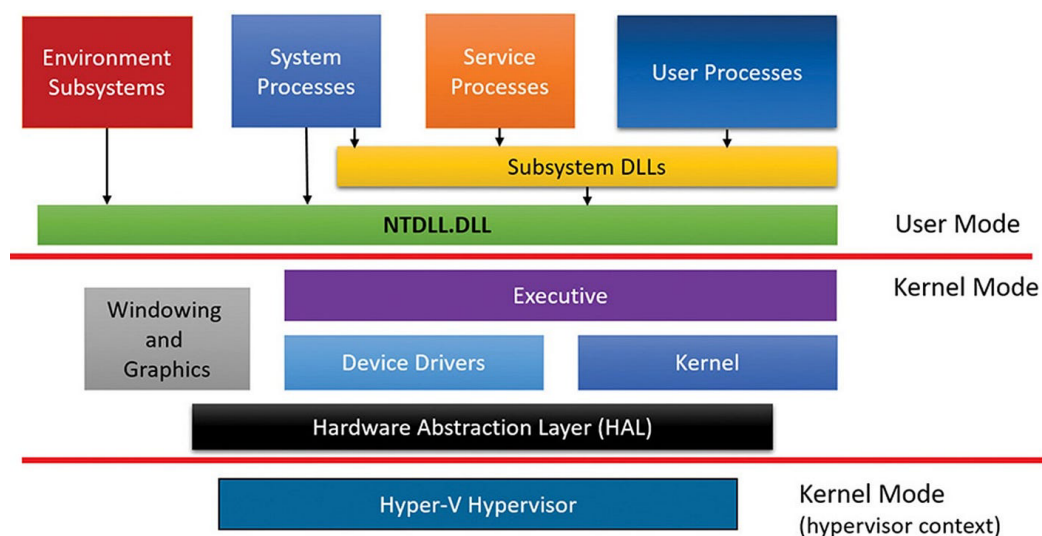 Environment
Subsystems
System
Processes
Service
Processes
User Processes
Subsystem DLLs
NTDLL.DLL
User Mode
Kernel Mode
Executive
Windowing
and
Graphics
Device Drivers
Kernel
Hardware Abstraction Layer (HAL)
Hyper-V Hypervisor
Kernel Mode
(hypervisor context)